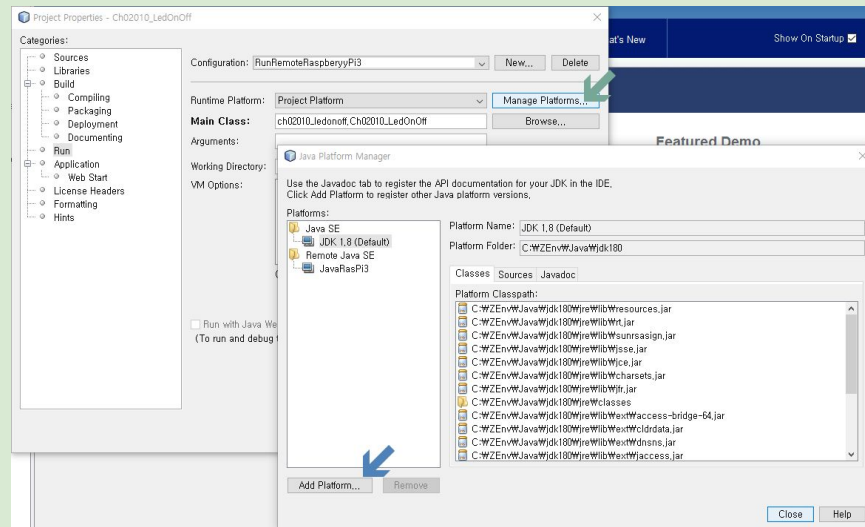 Project Properties - Ch02010_LedOnOff
at's New
Show On Startup
Categories:
Sources
Libraries
Build
Compiling
Packaging
Deployment
Documenting
Run
Application
Web Start
License Headers
Formatting
Hints
Configuration: RunRemoteRaspberyyPi3 New... Delete
Runtime Platform: Project Platform Manage Platforms...
Main Class: ch02010_ledonoff.Ch02010_LedOnOff Browse...
Arguments:
Working Directory:
VM Options:
Run with Java We
(To run and debug
Featured Demo
Java Platform Manager
Use the Javadoc tab to register the API documentation for your JDK in the IDE.
Click Add Platform to register other Java platform versions.
Platforms:
Java SE
JDK 1.8 (Default)
Remote Java SE
JavaRasPi3
Platform Name: JDK 1.8 (Default)
Platform Folder: C:₩ZEnv₩Java₩jdk180
Classes Sources Javadoc
Platform Classpath:
C:₩ZEnv₩Java₩jdk180₩jre₩lib₩resources.jar
C:₩ZEnv₩Java₩jdk180₩jre₩lib₩rt.jar
C:₩ZEnv₩Java₩jdk180₩jre₩lib₩sunrsasign.jar
C:₩ZEnv₩Java₩jdk180₩jre₩lib₩jsse.jar
C:₩ZEnv₩Java₩jdk180₩jre₩lib₩jce.jar
C:₩ZEnv₩Java₩jdk180₩jre₩lib₩charsets.jar
C:₩ZEnv₩Java₩jdk180₩jre₩lib₩jfr.jar
C:₩ZEnv₩Java₩jdk180₩jre₩classes
C:₩ZEnv₩Java₩jdk180₩jre₩lib₩ext₩access-bridge-64.jar
C:₩ZEnv₩Java₩jdk180₩jre₩lib₩ext₩cldrdata.jar
C:₩ZEnv₩Java₩jdk180₩jre₩lib₩ext₩dnsns.jar
C:₩ZEnv₩Java₩jdk180₩jre₩lib₩ext₩jaccess.jar
Add Platform... Remove
Close Help